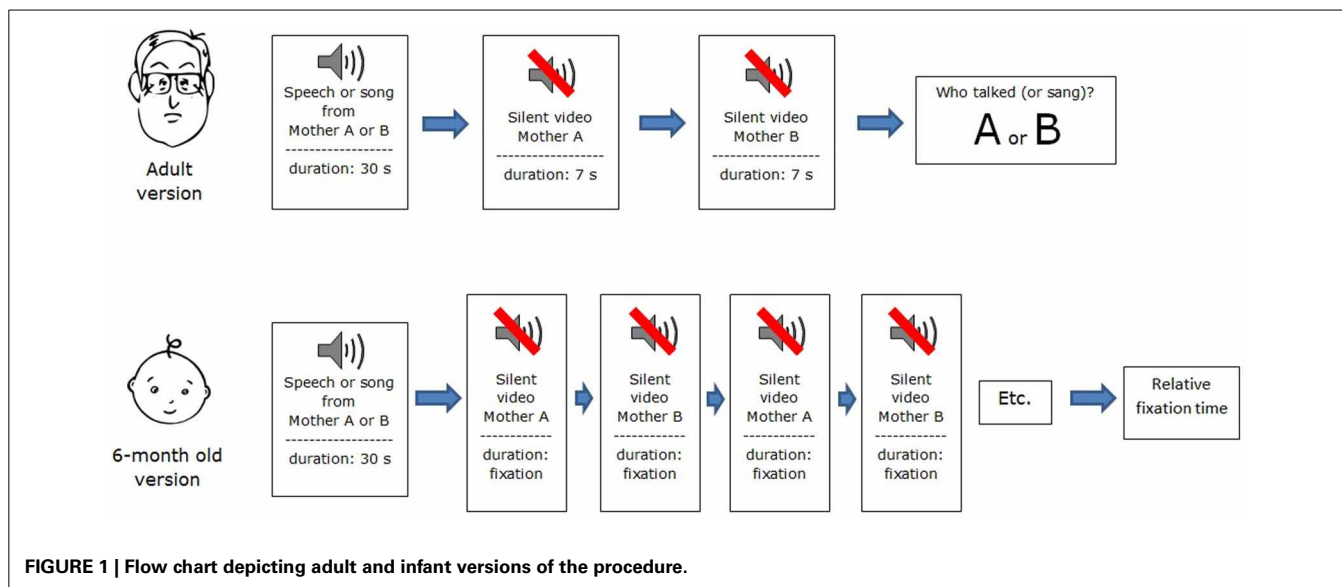 Speech or song
from
Mother A or B
duration: 30 s
Silent video
Mother A
duration: 7 s
Silent video
Mother B
duration: 7 s
Who talked (or sang)?
A or B
Adult
version
Speech or song
from
Mother A or B
duration: 30 s
Silent
video
Mother A
duration:
fixation
Silent
video
Mother B
duration:
fixation
Silent
video
Mother A
duration:
fixation
Silent
video
Mother B
duration:
fixation
Etc.
Relative
fixation time
6-month old
version
FIGURE 1 | Flow chart depicting adult and infant versions of the procedure.